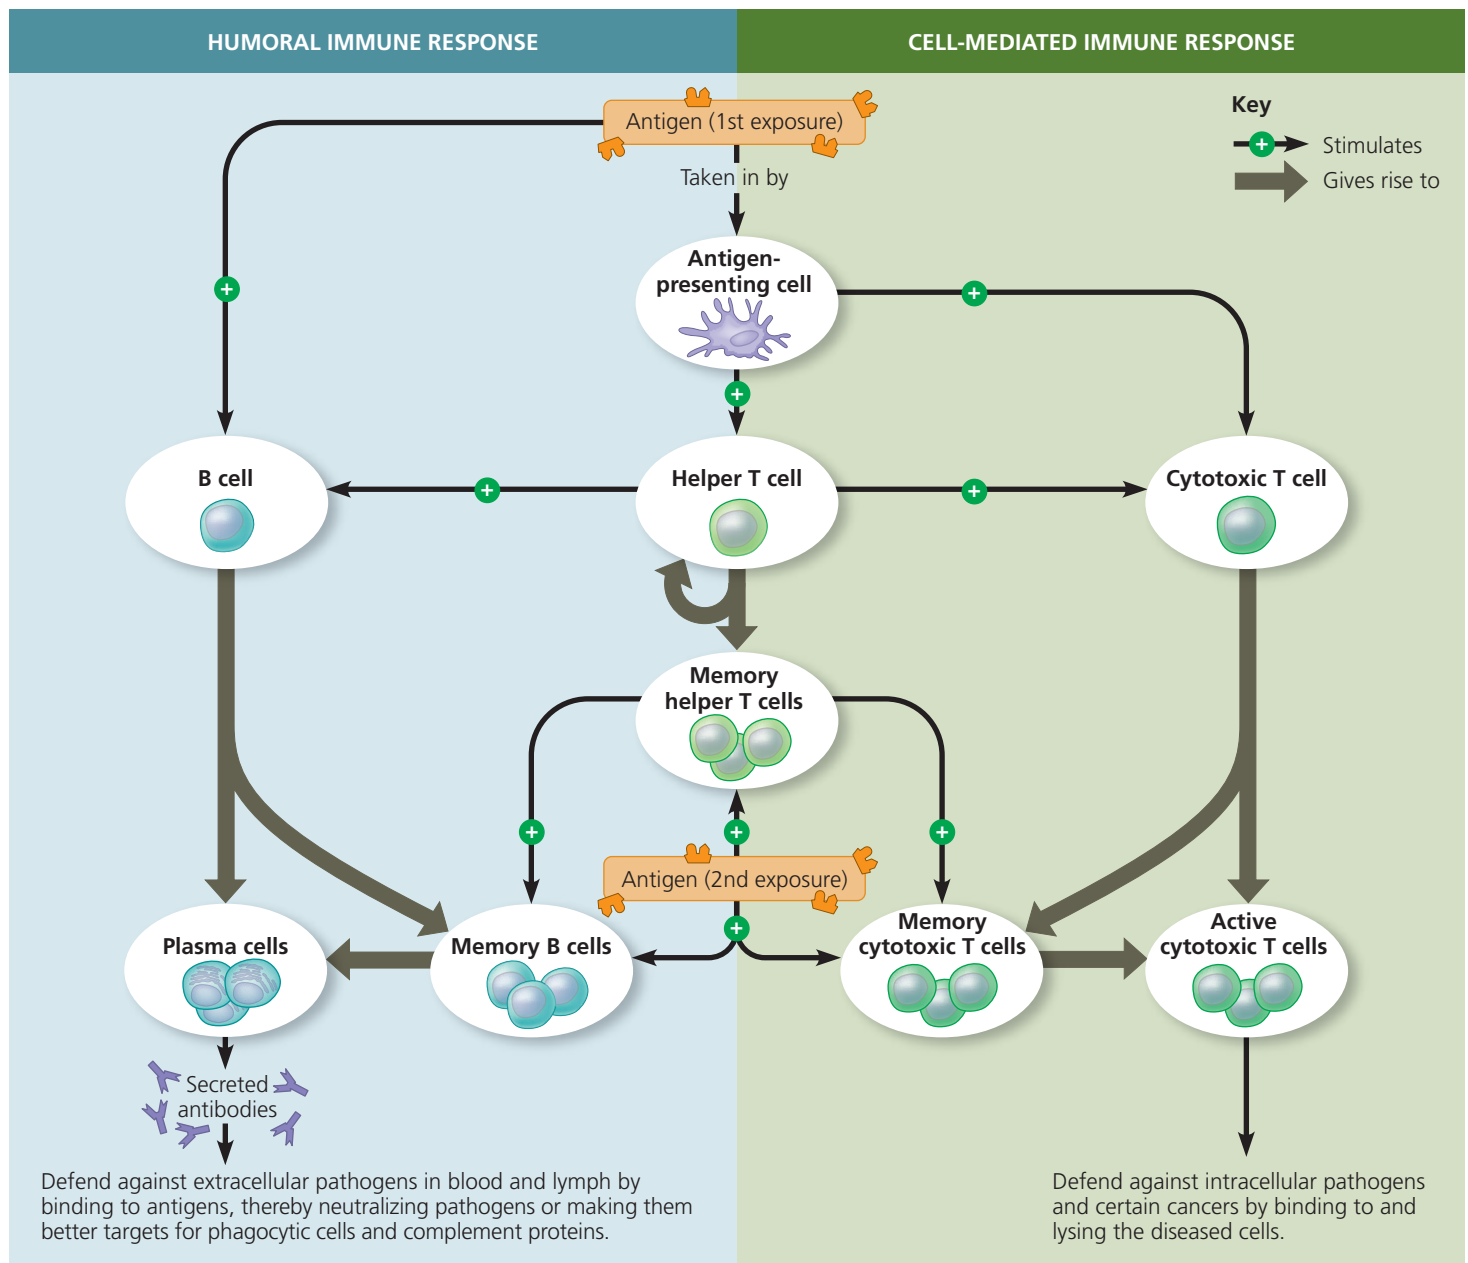 HUMORAL IMMUNE RESPONSE
CELL-MEDIATED IMMUNE RESPONSE
Key
Stimulates
Gives rise to
Antigen (1st exposure)
Taken in by
Antigen-
presenting cell
B cell
Helper T cell
Cytotoxic T cell
Memory
helper T cells
Antigen (2nd exposure)
Plasma cells
Memory B cells
Memory
cytotoxic T cells
Active
cytotoxic T cells
Secreted
antibodies
Defend against extracellular pathogens in blood and lymph by
binding to antigens, thereby neutralizing pathogens or making them
better targets for phagocytic cells and complement proteins.
Defend against intracellular pathogens
and certain cancers by binding to and
lysing the diseased cells.